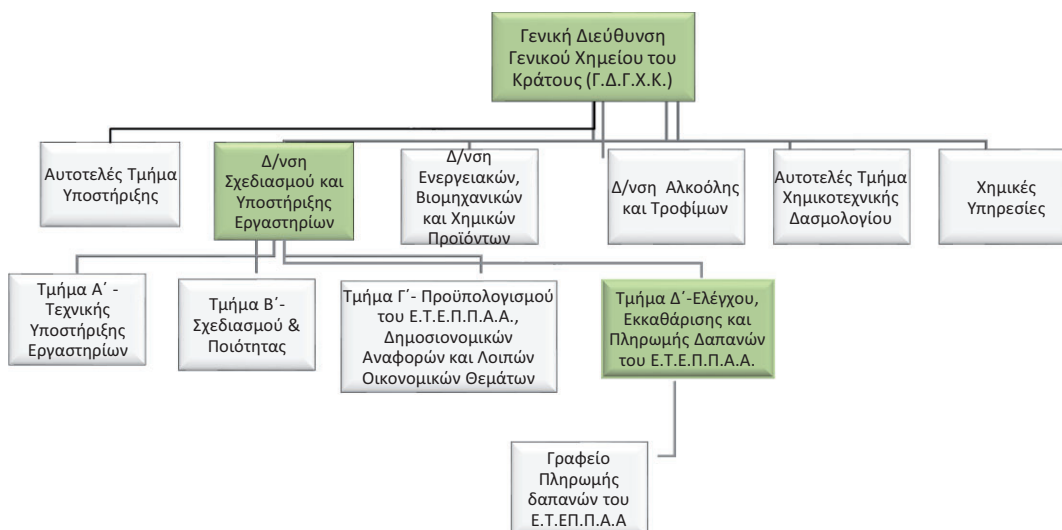 Γενική Διεύθυνση
Γενικού Χημείου του
Κράτους (Γ.Δ.Γ.Χ.Κ.)
Αυτοτελές Τμήμα
Υποστήριξης
Δ/νση
Σχεδιασμού και
Υποστήριξης
Εργαστηρίων
Δ/νση
Ενεργειακών,
Βιομηχανικών
και Χημικών
Προϊόντων
Δ/νση Αλκοόλης
και Τροφίμων
Αυτοτελές Τμήμα
Χημικοτεχνικής
Δασμολογίου
Χημικές
Υπηρεσίες
Τμήμα Α΄ -
Τεχνικής
Υποστήριξης
Εργαστηρίων
Τμήμα Β΄-
Σχεδιασμού &
Ποιότητας
Τμήμα Γ΄- Προϋπολογισμού
του Ε.Τ.Ε.Π.Π.Α.Α.,
Δημοσιονομικών
Αναφορών και Λοιπών
Οικονομικών Θεμάτων
Τμήμα Δ΄-Ελέγχου,
Εκκαθάρισης και
Πληρωμής Δαπανών
του Ε.Τ.Ε.Π.Π.Α.Α.
Γραφείο
Πληρωμής
δαπανών του
Ε.Τ.ΕΠ.Π.Α.Α